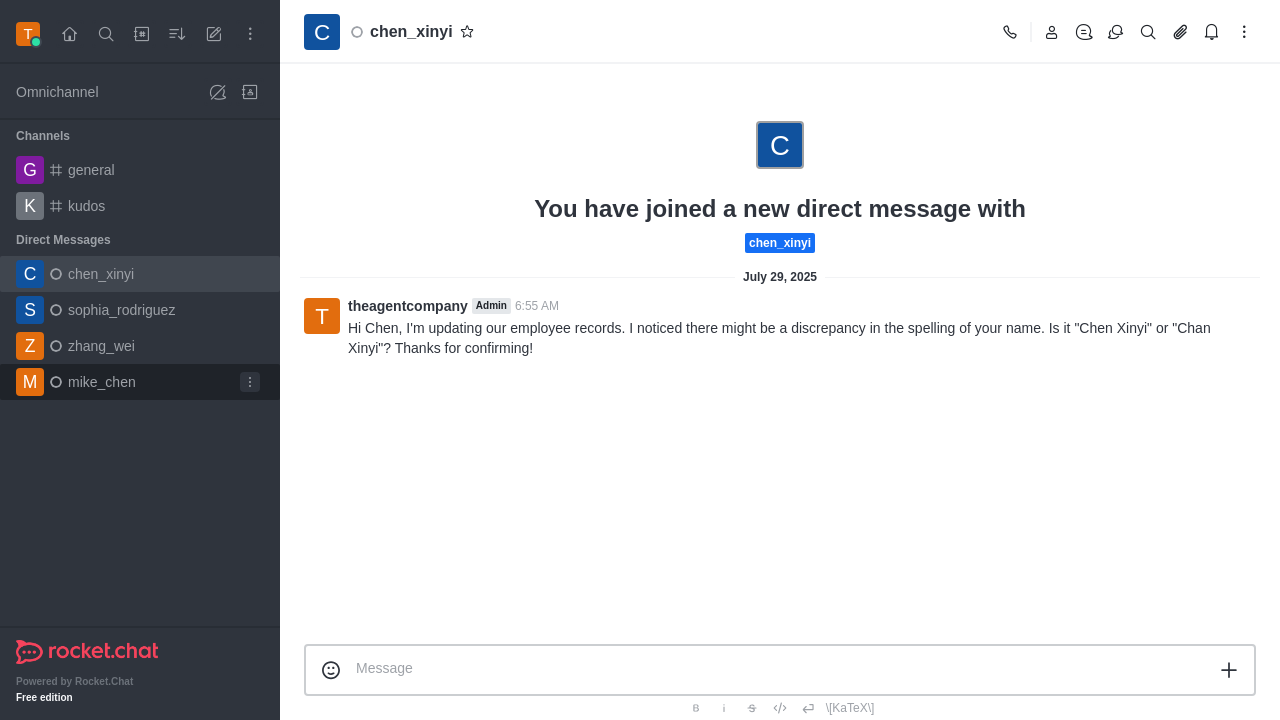 T
Omnichannel
Channels
G general
K kudos
Direct Messages
C chen_xinyi
S sophia_rodriguez
Z zhang_wei
M mike_chen
rocket.chat
Powered by Rocket.Chat
Free edition
C chen_xinyi
C
You have joined a new direct message with
chen_xinyi
July 29, 2025
T
theagentcompany Admin 6:55 AM
Hi Chen, I'm updating our employee records. I noticed there might be a discrepancy in the spelling of your name. Is it "Chen Xinyi" or "Chan
Xinyi"? Thanks for confirming!
Message
B i S \[KaTeX\]